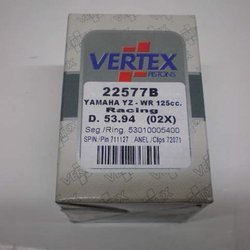 VERTEX
PISTONS
22577B
YAMAHA YZ - WR 125cc.
Racing
D. 53.94 (02X)
Seg /Ring. 53010005400
SPIN./Pin 711127 ANEL./Clips 72071